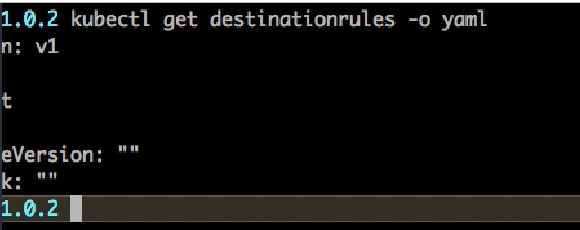 1.0.2 kubectl get destinationrules -o yaml
n: v1
t
eVersion: ""
k: ""
1.0.2